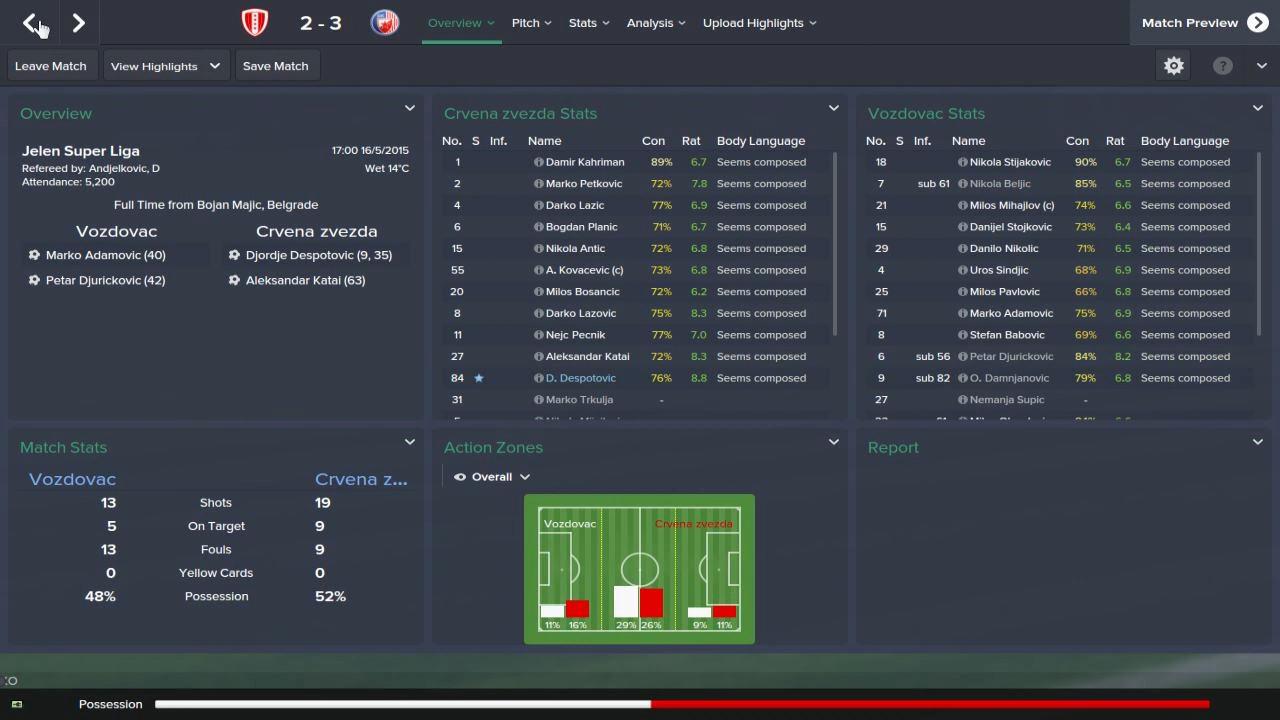 2 - 3
Overview
Pitch
Stats
Analysis
Upload Highlights
Match Preview
Leave Match
View Highlights
Save Match
?
Overview
Jelen Super Liga 17:00 16/5/2015
Refereed by: Andjelkovic, D Wet 14°C
Attendance: 5,200
Full Time from Bojan Majic, Belgrade
Vozdovac Crvena zvezda
Marko Adamovic (40) Djordje Despotovic (9, 35)
Petar Djurickovic (42) Aleksandar Katai (63)
Crvena zvezda Stats
No. S Inf. Name Con Rat Body Language
1 Damir Kahriman 89% 6.7 Seems composed
2 Marko Petkovic 72% 7.8 Seems composed
4 Darko Lazic 77% 6.9 Seems composed
6 Bogdan Planic 71% 6.7 Seems composed
15 Nikola Antic 72% 6.8 Seems composed
55 A. Kovacevic (c) 73% 6.8 Seems composed
20 Milos Bosancic 72% 6.2 Seems composed
8 Darko Lazovic 75% 8.3 Seems composed
11 Nejc Pecnik 77% 7.0 Seems composed
27 Aleksandar Katai 72% 8.3 Seems composed
84 D. Despotovic 76% 8.8 Seems composed
31 Marko Trkulja -
Vozdovac Stats
No. S Inf. Name Con Rat Body Language
18 Nikola Stijakovic 90% 6.7 Seems composed
7 sub 61 Nikola Beljic 85% 6.5 Seems composed
21 Milos Mihajlov (c) 74% 6.6 Seems composed
15 Danijel Stojkovic 73% 6.4 Seems composed
29 Danilo Nikolic 71% 6.5 Seems composed
4 Uros Sindjic 68% 6.9 Seems composed
25 Milos Pavlovic 66% 6.8 Seems composed
71 Marko Adamovic 75% 6.9 Seems composed
8 Stefan Babovic 69% 6.6 Seems composed
6 sub 56 Petar Djurickovic 84% 8.2 Seems composed
9 sub 82 O. Damnjanovic 79% 6.8 Seems composed
27 Nemanja Supic -
Match Stats
Vozdovac Crvena z...
13 Shots 19
5 On Target 9
13 Fouls 9
0 Yellow Cards 0
48% Possession 52%
Action Zones
Overall
Vozdovac Crvena zvezda
11% 16% 29% 26% 9% 11%
Report
Possession